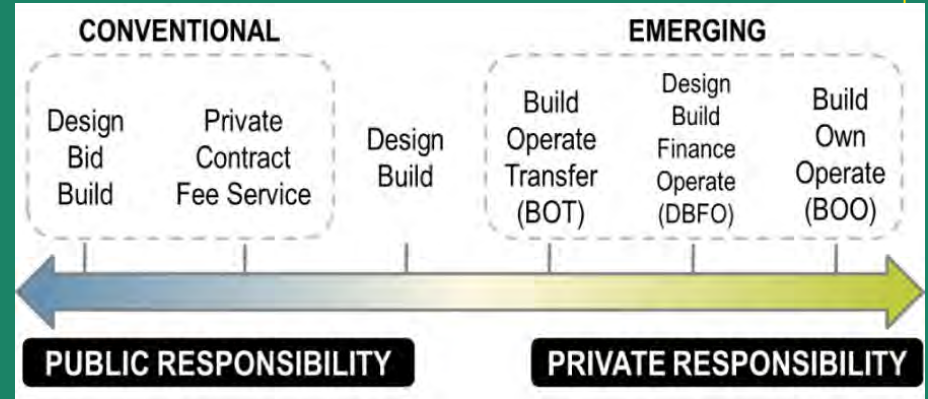 CONVENTIONAL
EMERGING
Design
Bid
Build
Private
Contract
Fee Service
Design
Build
Build
Operate
Transfer
(BOT)
Design
Build
Finance
Operate
(DBFO)
Build
Own
Operate
(BOO)
PUBLIC RESPONSIBILITY
PRIVATE RESPONSIBILITY